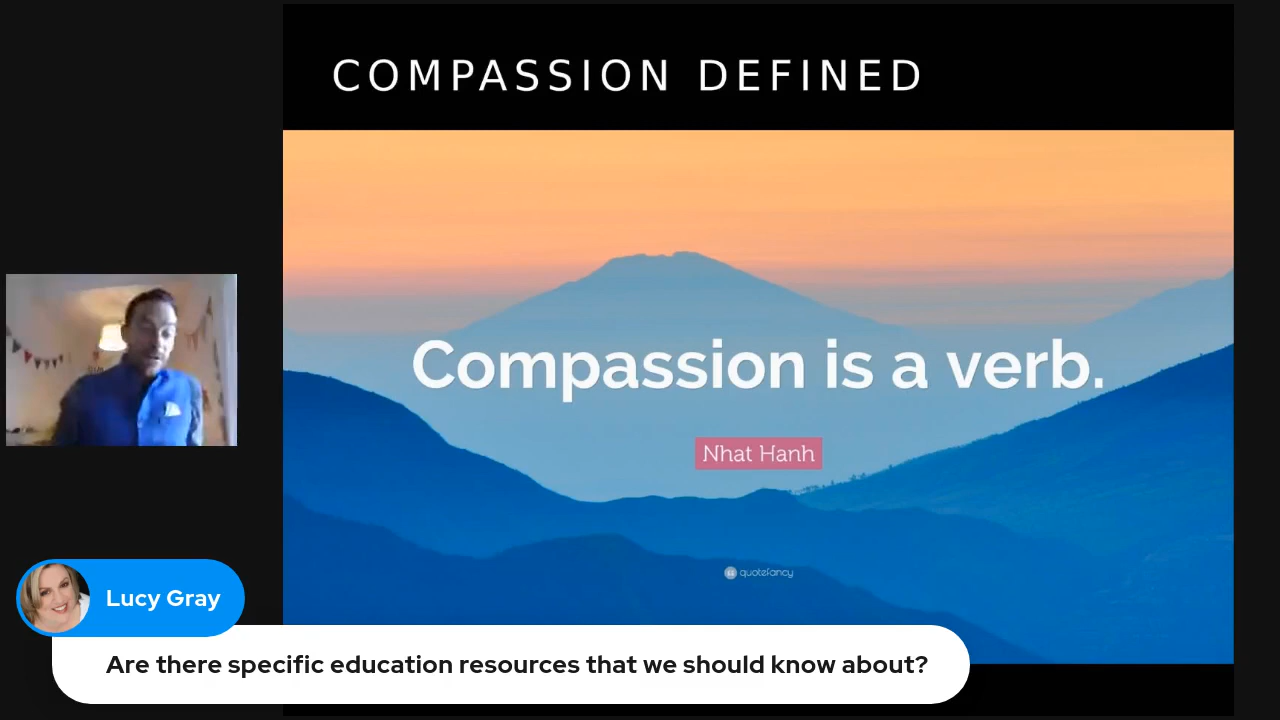 COMPASSION DEFINED
Compassion is a verb.
Nhat Hanh
quotefancy
Lucy Gray
Are there specific education resources that we should know about?